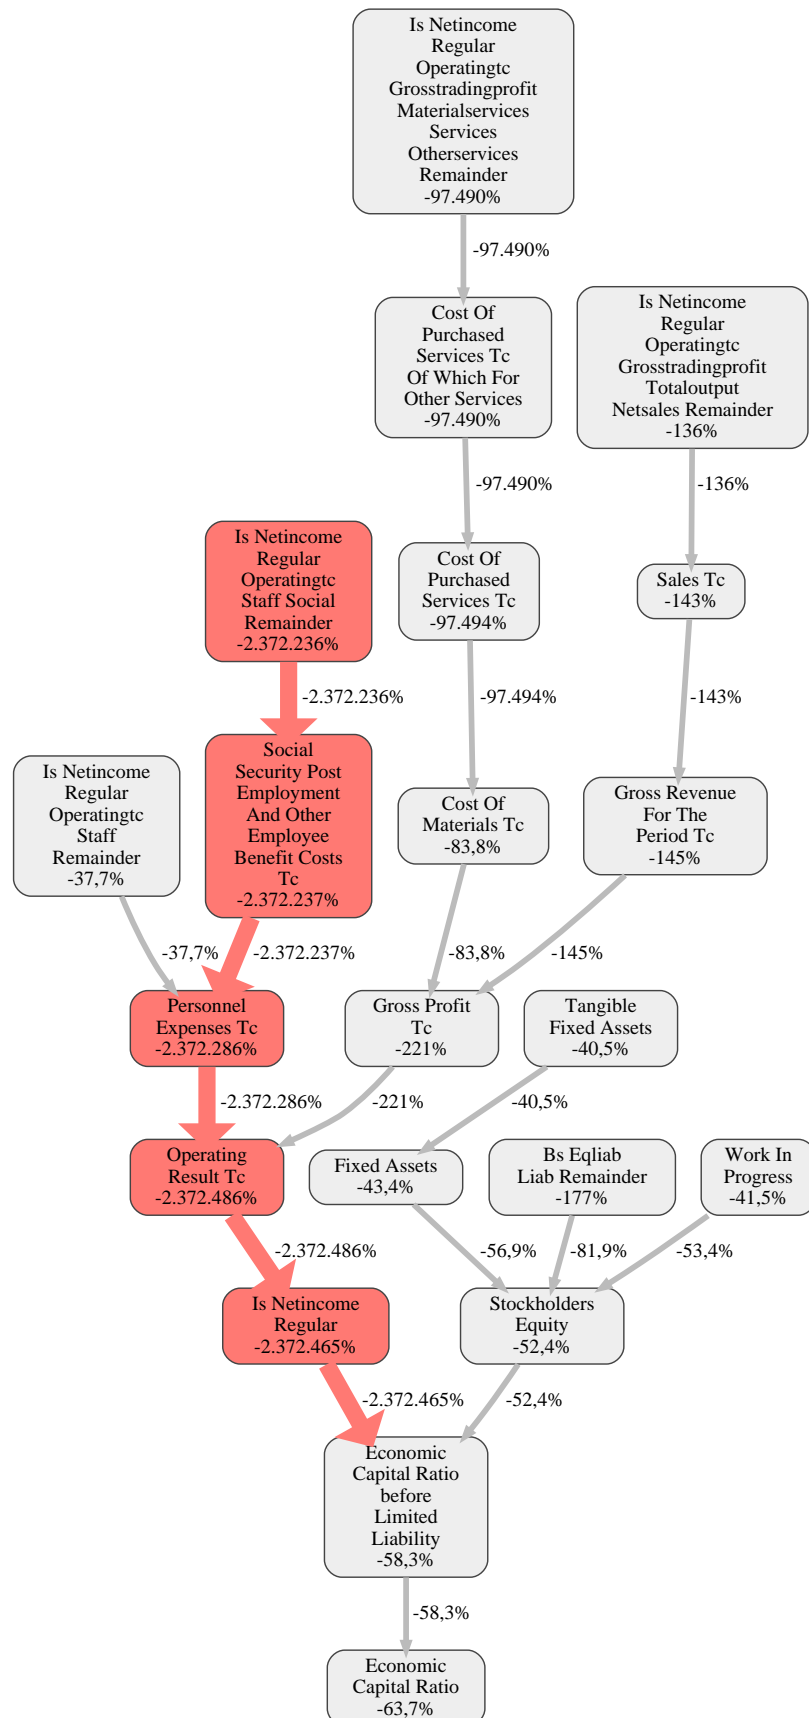 Is Netincome
Regular
Operatingtc
Grosstradingprofit
Materialservices
Services
Otherservices
Remainder
-97.490%
-97.490%
Cost Of
Purchased
Services Tc
Of Which For
Other Services
-97.490%
Is Netincome
Regular
Operatingtc
Grosstradingprofit
Totaloutput
Netsales Remainder
-136%
-97.490%
-136%
Is Netincome
Regular
Operatingtc
Staff Social
Remainder
-2.372.236%
Cost Of
Purchased
Services Tc
-97.494%
Sales Tc
-143%
-2.372.236%
-97.494%
-143%
Is Netincome
Regular
Operatingtc
Staff
Remainder
-37,7%
Social
Security Post
Employment
And Other
Employee
Benefit Costs
Tc
-2.372.237%
Cost Of
Materials Tc
-83,8%
Gross Revenue
For The
Period Tc
-145%
-37,7%
-2.372.237%
-83,8%
-145%
Personnel
Expenses Tc
-2.372.286%
Gross Profit
Tc
-221%
Tangible
Fixed Assets
-40,5%
-2.372.286%
-221%
-40,5%
Operating
Result Tc
-2.372.486%
Fixed Assets
-43,4%
Bs Eqliab
Liab Remainder
-177%
Work In
Progress
-41,5%
-2.372.486%
-56,9%
-81,9%
-53,4%
Is Netincome
Regular
-2.372.465%
Stockholders
Equity
-52,4%
-2.372.465%
-52,4%
Economic
Capital Ratio
before
Limited
Liability
-58,3%
-58,3%
Economic
Capital Ratio
-63,7%